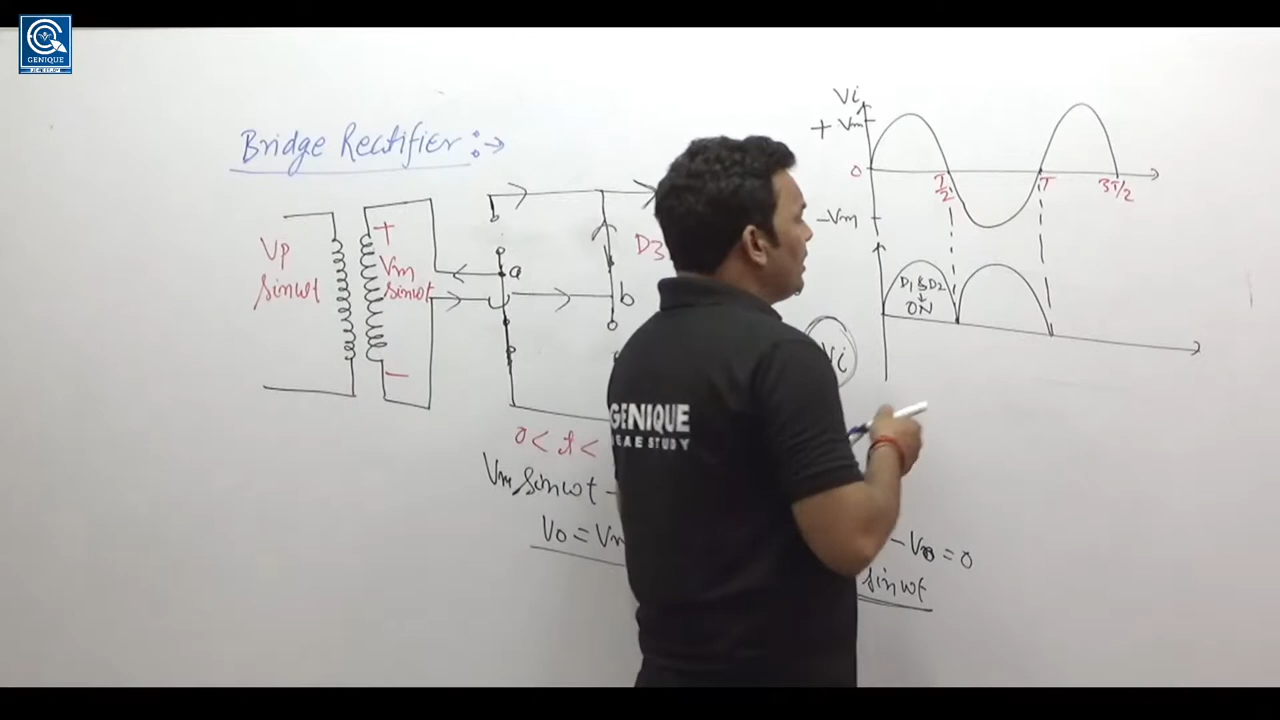 GENIQUE
Bridge Rectifier :→
Vi
+ Vm
0
T/2
T
3T/2
-Vm
Vp
sinωt
+
Vm
sinωt
-
a
b
D3
D1 & D2
↓
ON
Vi
GENIQUE
0 < t <
Vm sinωt -
Vo = Vm
- Vo = 0
sinωt